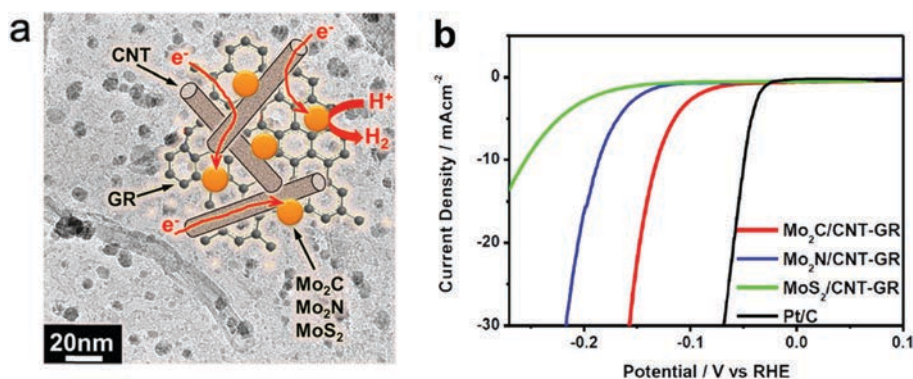 a
CNT
e-
e-
H+
H2
GR
e-
Mo2C
Mo2N
MoS2
20nm
b
Current Density / mAcm-2
0
-10
-20
-30
Mo2C/CNT-GR
Mo2N/CNT-GR
MoS2/CNT-GR
Pt/C
-0.2
-0.1
0.0
0.1
Potential / V vs RHE